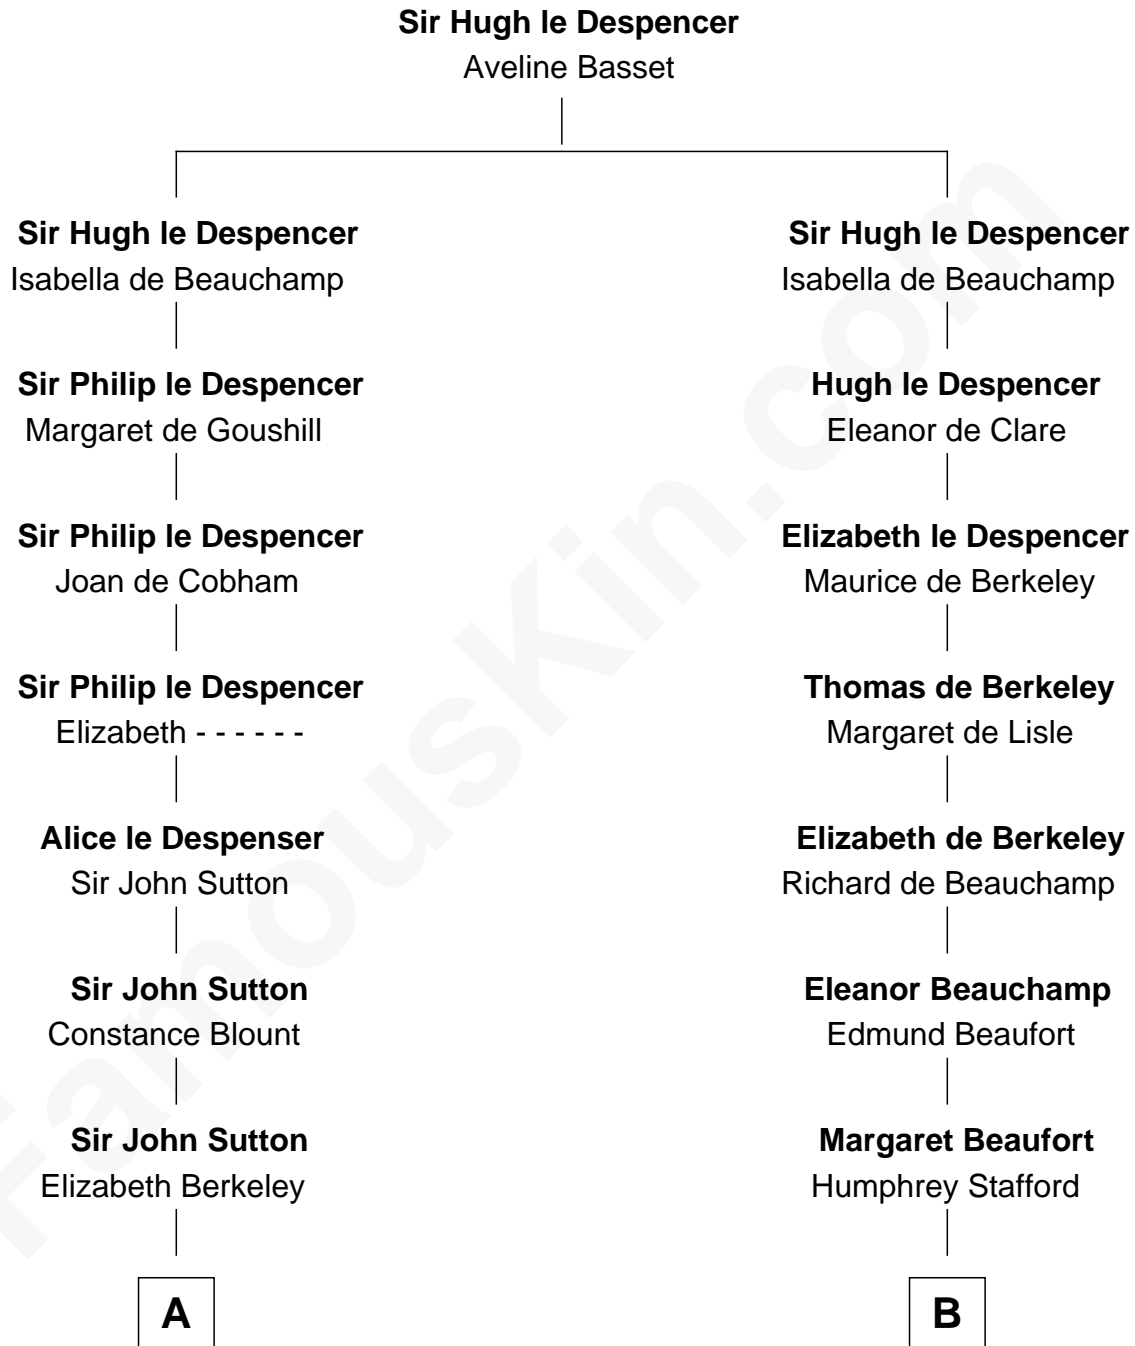 Sir Hugh le Despencer
Aveline Basset
Sir Hugh le Despencer
Isabella de Beauchamp
Sir Philip le Despencer
Margaret de Goushill
Sir Philip le Despencer
Joan de Cobham
Sir Philip le Despencer
Elizabeth - - - - - -
Alice le Despenser
Sir John Sutton
Sir John Sutton
Constance Blount
Sir John Sutton
Elizabeth Berkeley
A
Sir Hugh le Despencer
Isabella de Beauchamp
Hugh le Despencer
Eleanor de Clare
Elizabeth le Despencer
Maurice de Berkeley
Thomas de Berkeley
Margaret de Lisle
Elizabeth de Berkeley
Richard de Beauchamp
Eleanor Beauchamp
Edmund Beaufort
Margaret Beaufort
Humphrey Stafford
B
FamousKin.com